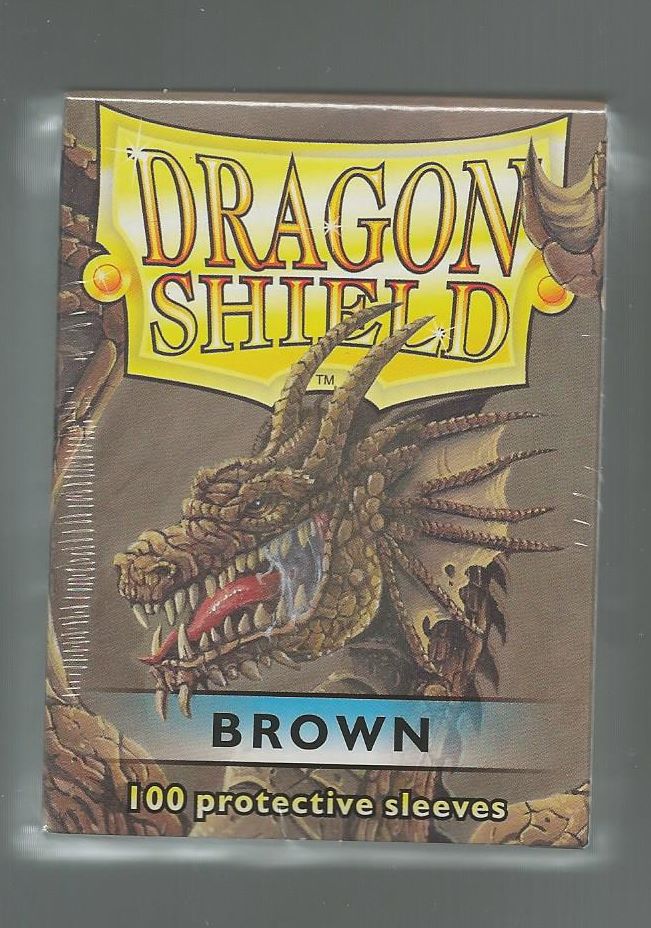 DRAGON
SHIELD
TM
BROWN
100 protective sleeves